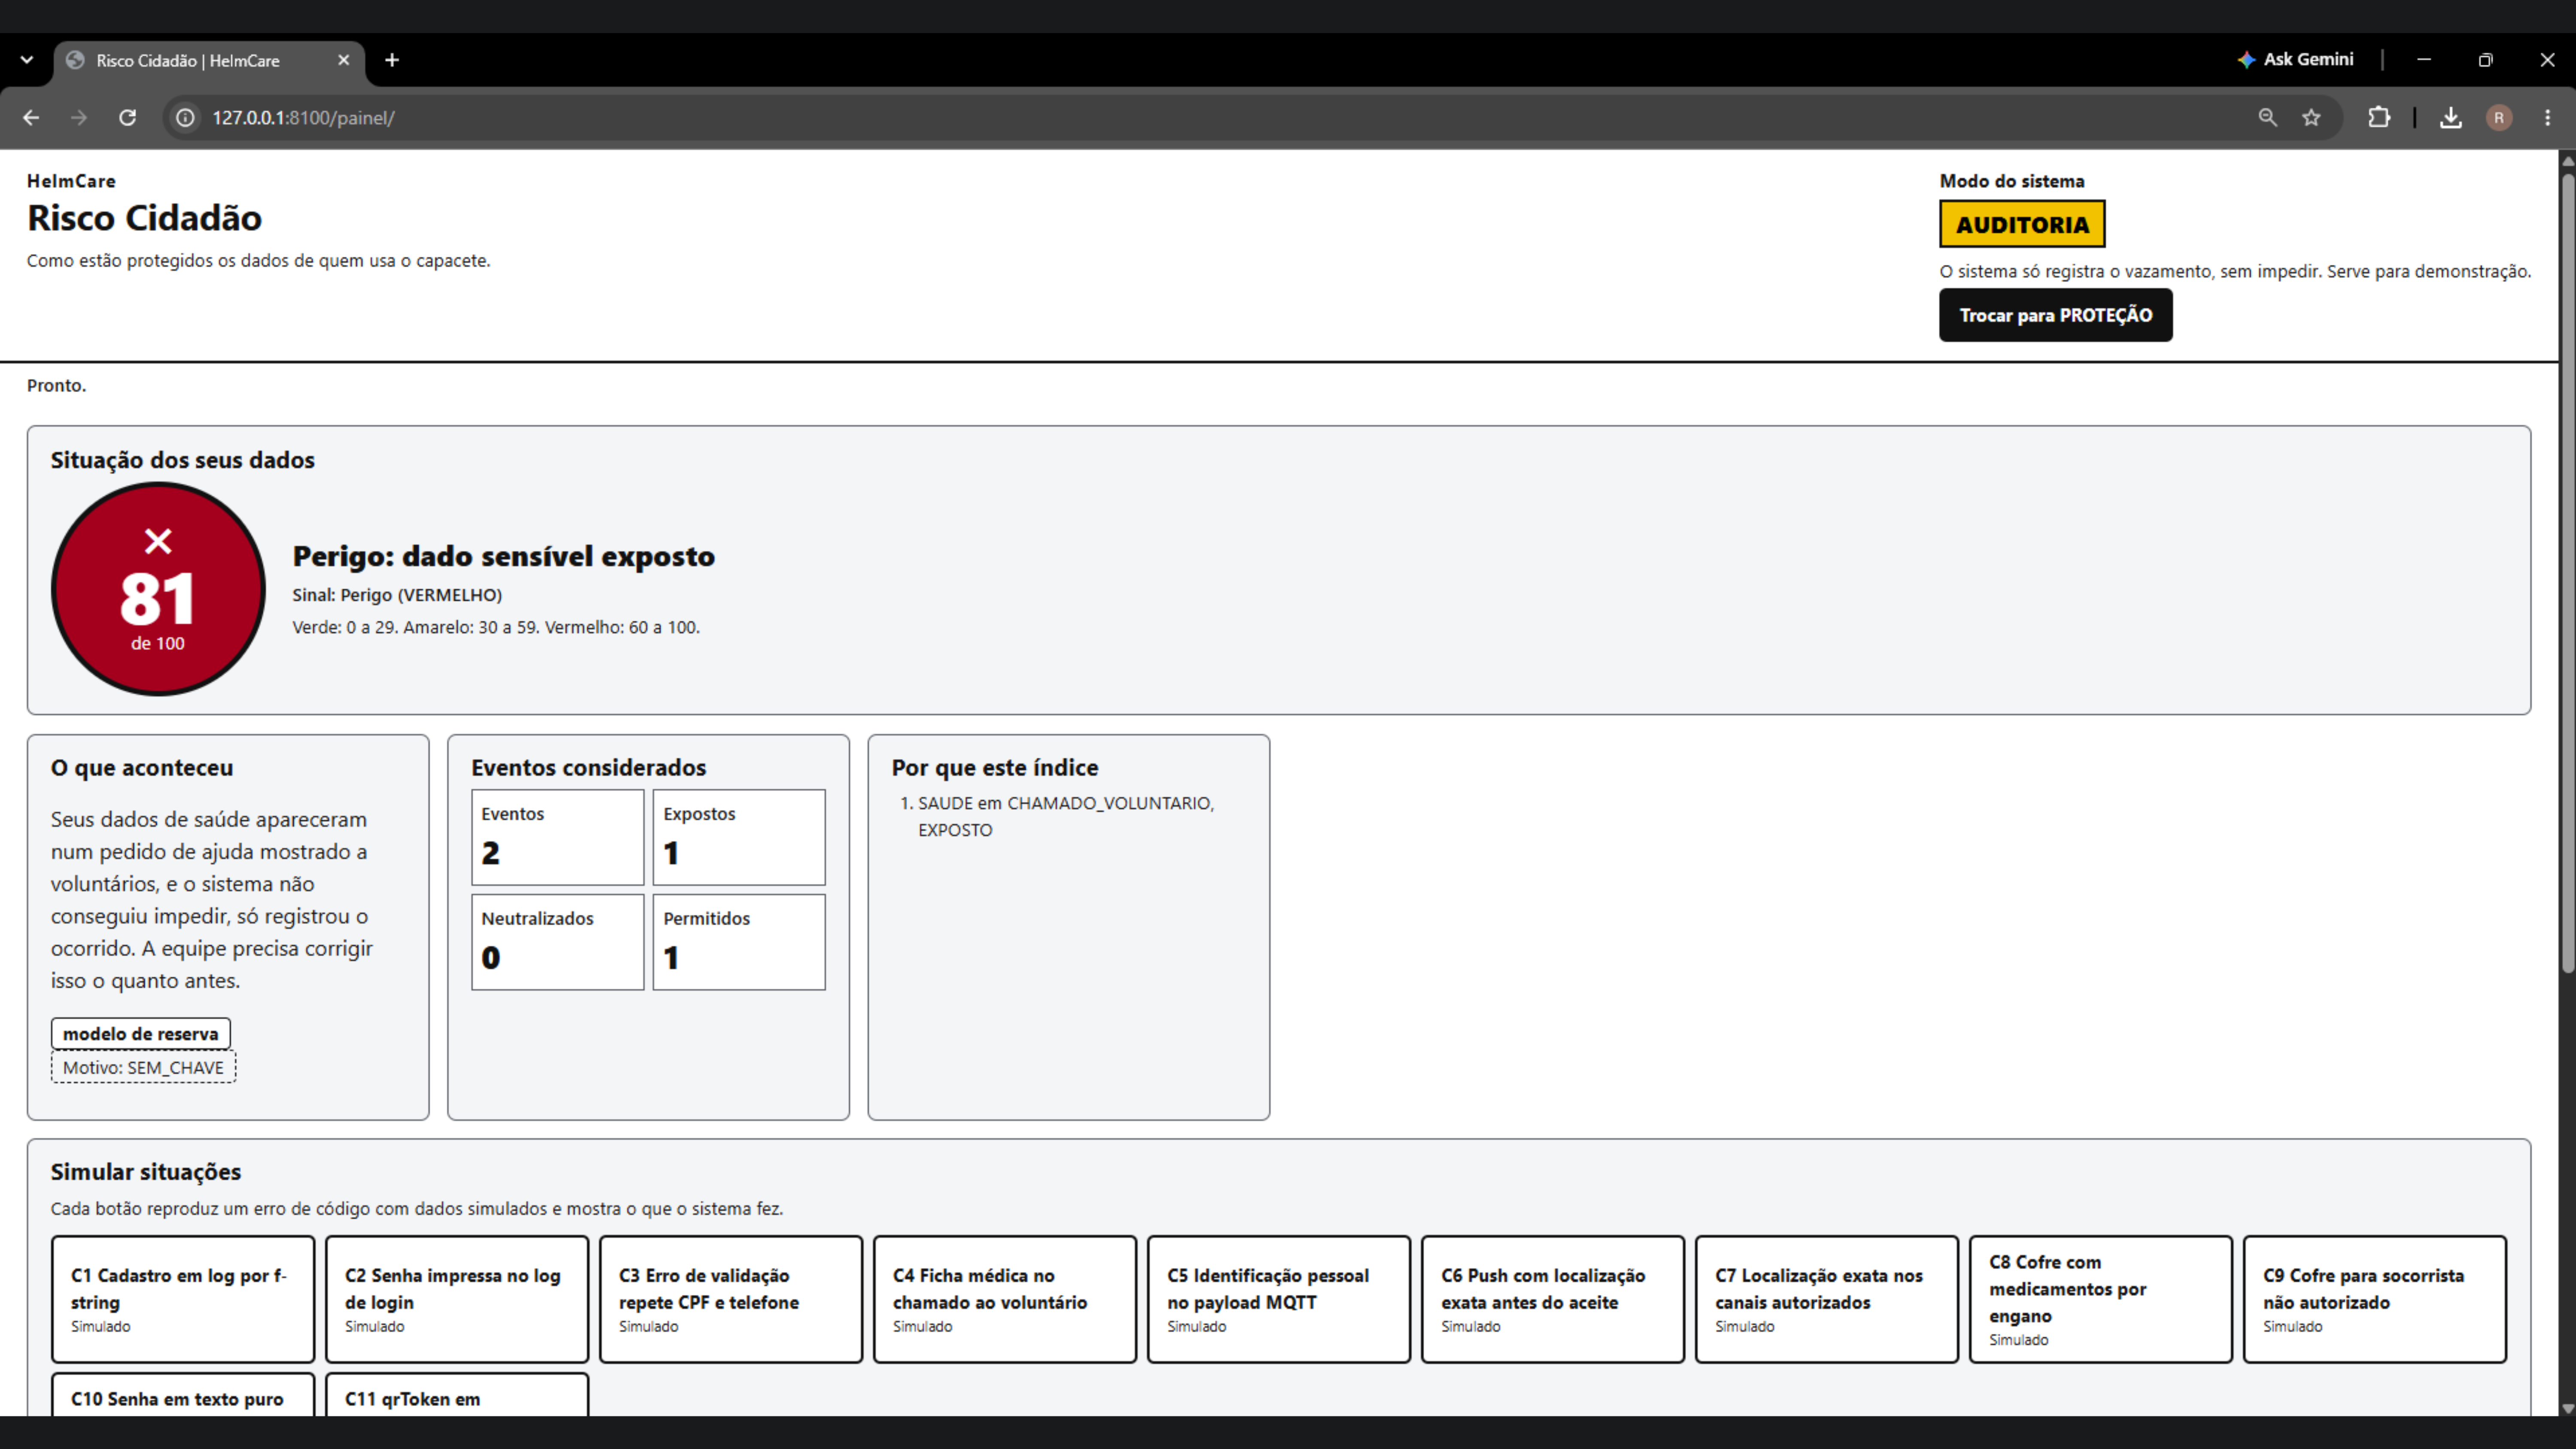 Risco Cidadão | HelmCare
Ask Gemini
127.0.0.1:8100/painel/
R
HelmCare
Risco Cidadão
Como estão protegidos os dados de quem usa o capacete.
Modo do sistema
AUDITORIA
O sistema só registra o vazamento, sem impedir. Serve para demonstração.
Trocar para PROTEÇÃO
Pronto.
Situação dos seus dados
81
de 100
Perigo: dado sensível exposto
Sinal: Perigo (VERMELHO)
Verde: 0 a 29. Amarelo: 30 a 59. Vermelho: 60 a 100.
O que aconteceu
Seus dados de saúde apareceram
num pedido de ajuda mostrado a
voluntários, e o sistema não
conseguiu impedir, só registrou o
ocorrido. A equipe precisa corrigir
isso o quanto antes.
modelo de reserva
Motivo: SEM_CHAVE
Eventos considerados
Eventos
2
Expostos
1
Neutralizados
0
Permitidos
1
Por que este índice
1. SAUDE em CHAMADO_VOLUNTARIO,
EXPOSTO
Simular situações
Cada botão reproduz um erro de código com dados simulados e mostra o que o sistema fez.
C1 Cadastro em log por f-
string
Simulado
C2 Senha impressa no log
de login
Simulado
C3 Erro de validação
repete CPF e telefone
Simulado
C4 Ficha médica no
chamado ao voluntário
Simulado
C5 Identificação pessoal
no payload MQTT
Simulado
C6 Push com localização
exata antes do aceite
Simulado
C7 Localização exata nos
canais autorizados
Simulado
C8 Cofre com
medicamentos por
engano
Simulado
C9 Cofre para socorrista
não autorizado
Simulado
C10 Senha em texto puro
C11 qrToken em